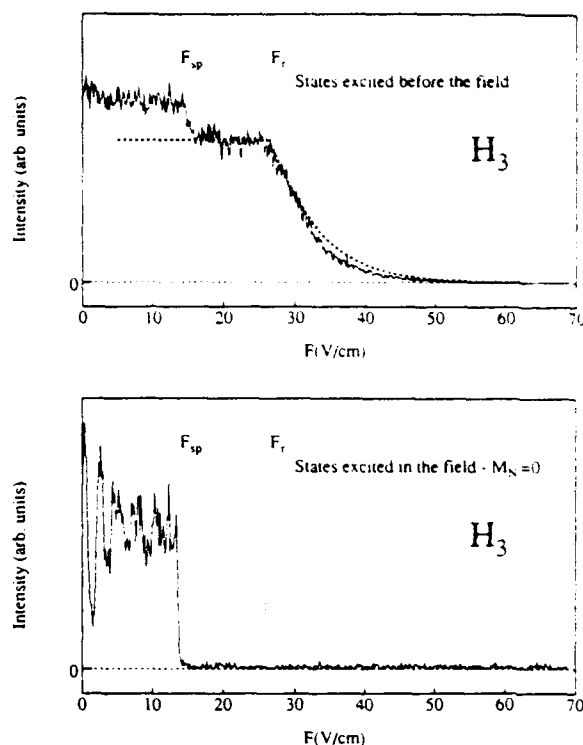 F_sp F_r
States excited before the field
H₃
Intensity (arb. units)
0
0 10 20 30 40 50 60 70
F(V/cm)
F_sp F_r
States excited in the field - M_N =0
H₃
Intensity (arb. units)
0
0 10 20 30 40 50 60 70
F(V/cm)